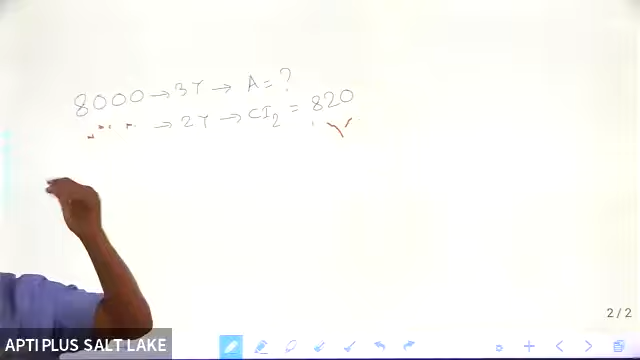 8000 → 3Y → A = ?
→ 2Y → CI₂ = 820
2/2
APTI PLUS SALT LAKE